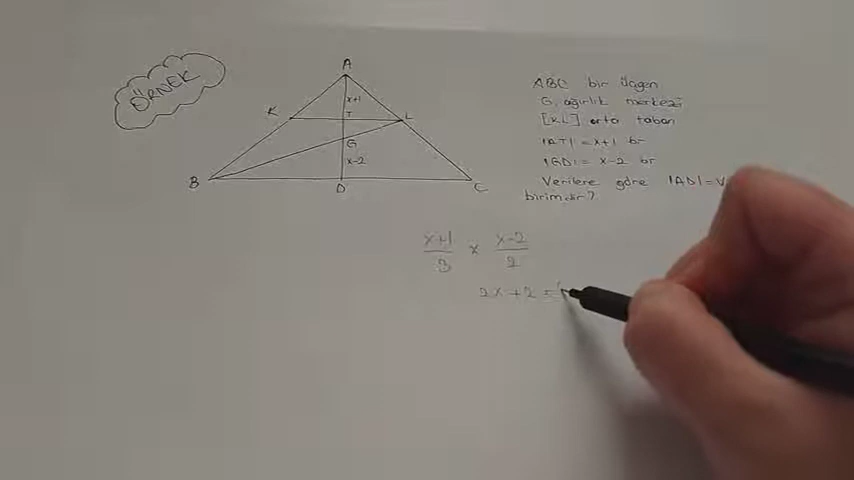 ÖRNEK
A
x+1
K
T
L
G
x-2
B
D
C
ABC bir üçgen
G, ağırlık merkezi
[KL] orta taban
|AT| = x+1 br
|GD| = x-2 br
Verilere göre |AD|=
birimdir?
x+1/3 x x-2/2
2x+2 =